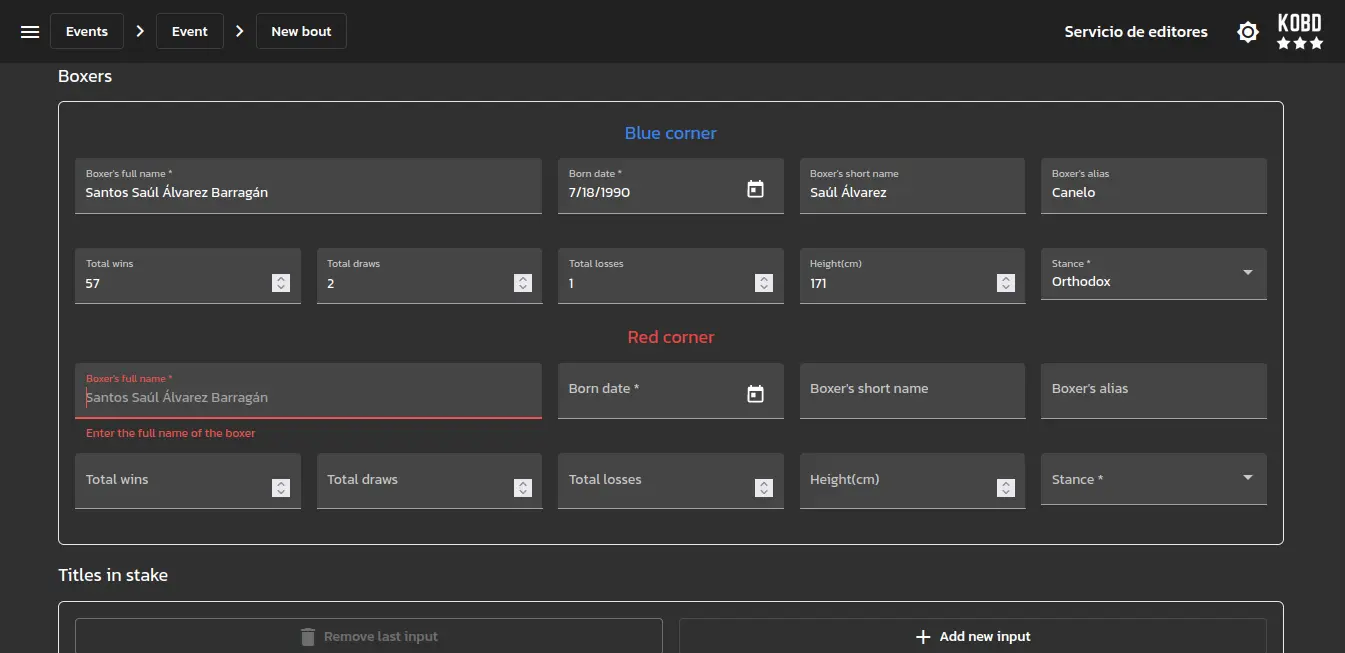 Events
Event
New bout
Servicio de editores
KOBD
Boxers
Blue corner
Boxer's full name *
Santos Saúl Álvarez Barragán
Born date *
7/18/1990
Boxer's short name
Saúl Álvarez
Boxer's alias
Canelo
Total wins
57
Total draws
2
Total losses
1
Height(cm)
171
Stance *
Orthodox
Red corner
Boxer's full name *
Santos Saúl Álvarez Barragán
Enter the full name of the boxer
Born date *
Boxer's short name
Boxer's alias
Total wins
Total draws
Total losses
Height(cm)
Stance *
Titles in stake
Remove last input
Add new input